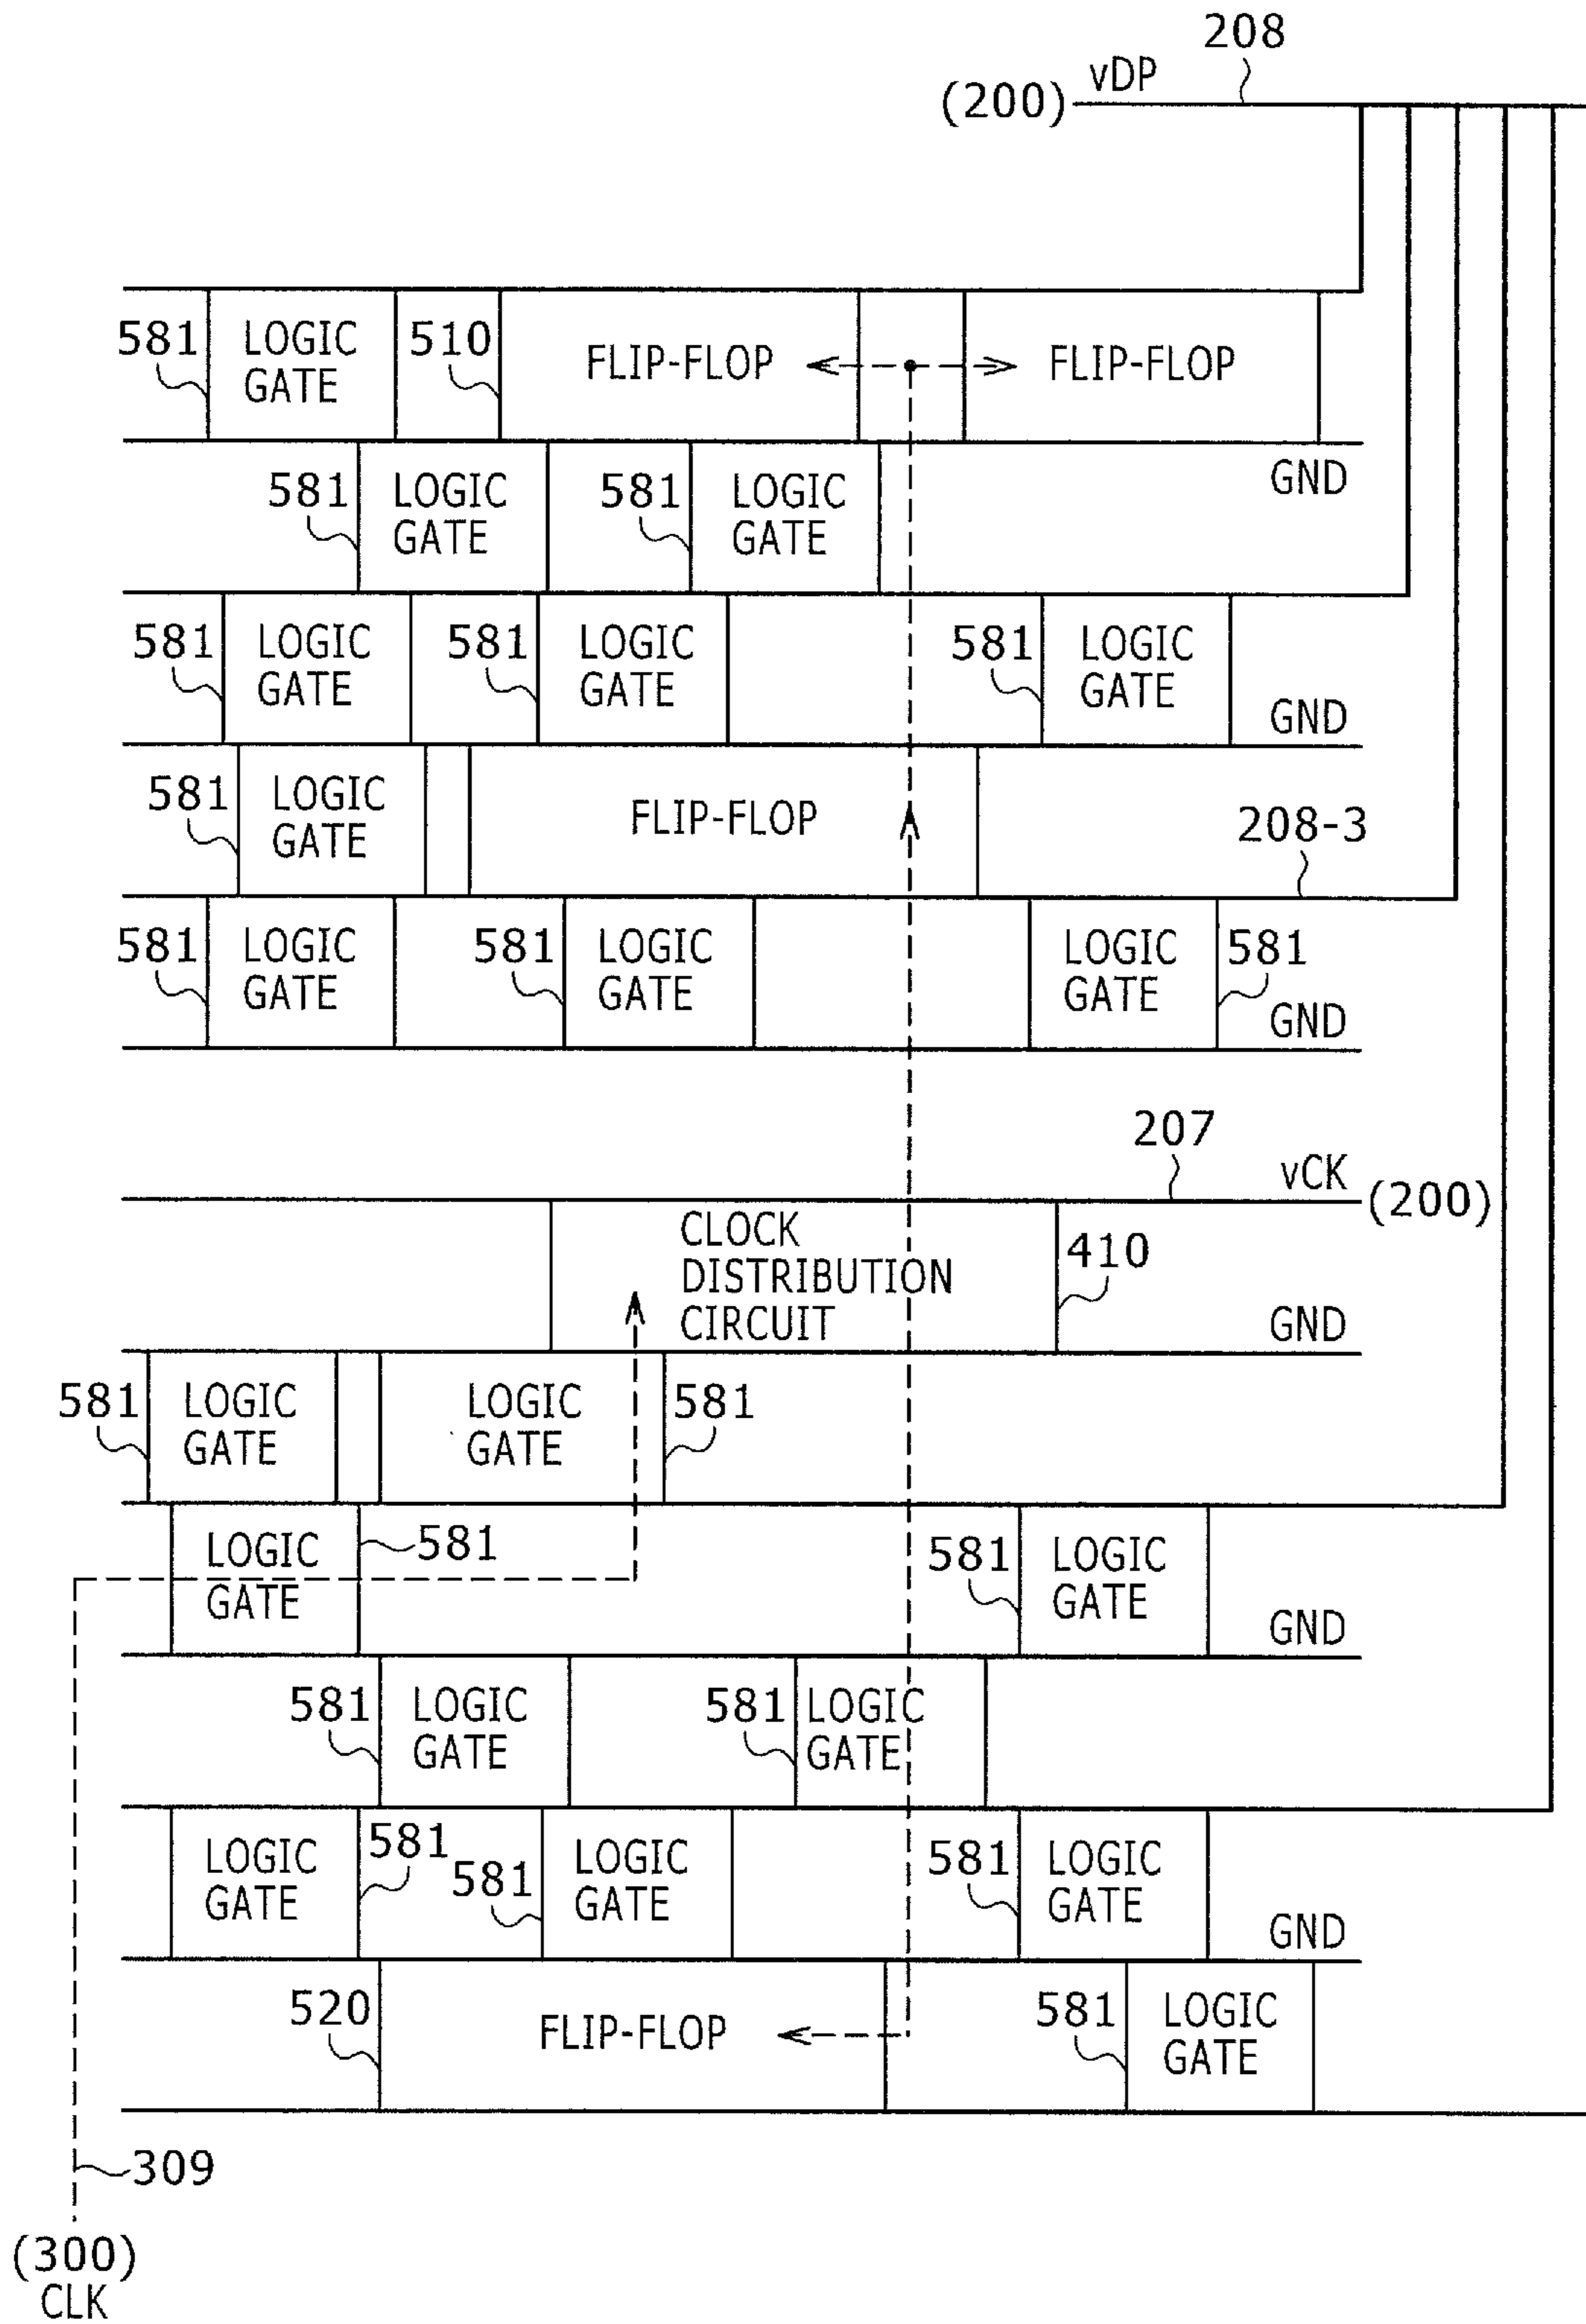 208
vDP
(200)
581
LOGIC
GATE
510
FLIP-FLOP
FLIP-FLOP
GND
581
LOGIC
GATE
581
LOGIC
GATE
581
LOGIC
GATE
581
LOGIC
GATE
581
LOGIC
GATE
GND
581
LOGIC
GATE
FLIP-FLOP
208-3
581
LOGIC
GATE
581
LOGIC
GATE
LOGIC
GATE
581
GND
207
vCK
(200)
CLOCK
DISTRIBUTION
CIRCUIT
410
GND
581
LOGIC
GATE
LOGIC
GATE
581
LOGIC
GATE
581
581
LOGIC
GATE
GND
581
LOGIC
GATE
581
LOGIC
GATE
LOGIC
GATE
581
581
LOGIC
GATE
581
LOGIC
GATE
GND
520
FLIP-FLOP
581
LOGIC
GATE
309
(300)
CLK